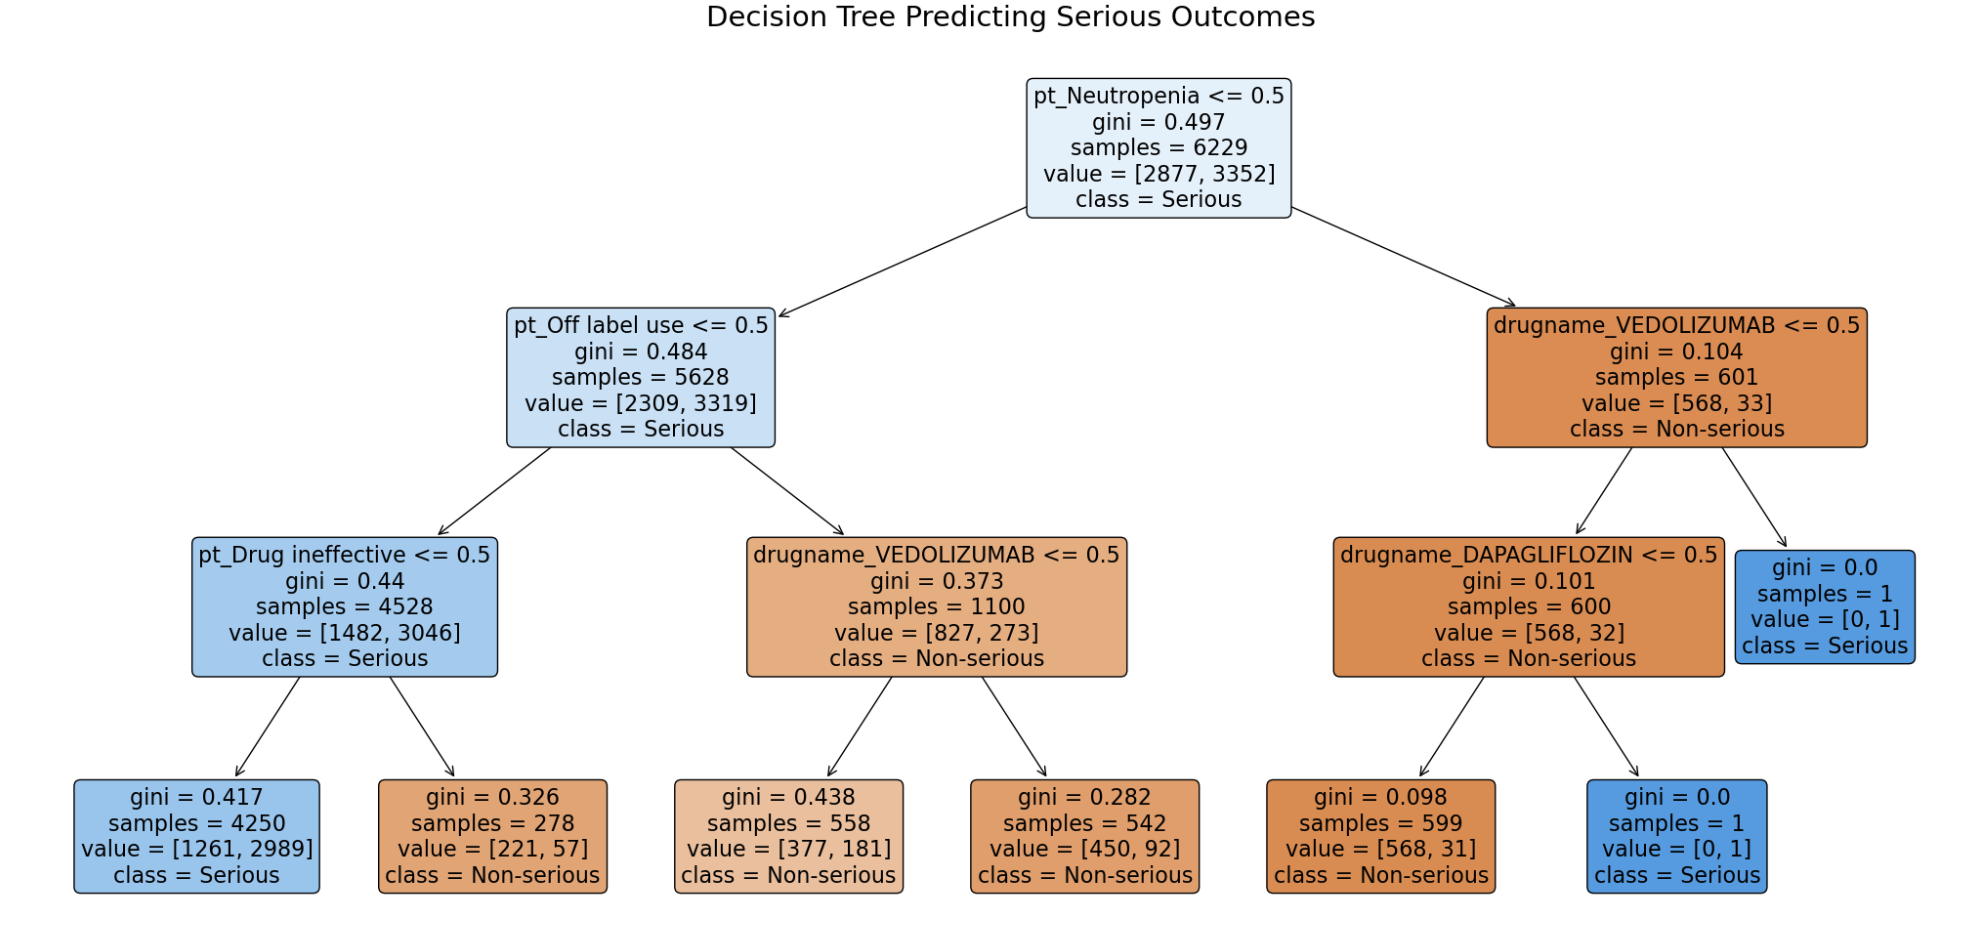 Decision Tree Predicting Serious Outcomes
pt_Neutropenia <= 0.5
gini = 0.497
samples = 6229
value = [2877, 3352]
class = Serious
pt_Off label use <= 0.5
gini = 0.484
samples = 5628
value = [2309, 3319]
class = Serious
drugname_VEDOLIZUMAB <= 0.5
gini = 0.104
samples = 601
value = [568, 33]
class = Non-serious
pt_Drug ineffective <= 0.5
gini = 0.44
samples = 4528
value = [1482, 3046]
class = Serious
drugname_VEDOLIZUMAB <= 0.5
gini = 0.373
samples = 1100
value = [827, 273]
class = Non-serious
drugname_DAPAGLIFLOZIN <= 0.5
gini = 0.101
samples = 600
value = [568, 32]
class = Non-serious
gini = 0.0
samples = 1
value = [0, 1]
class = Serious
gini = 0.417
samples = 4250
value = [1261, 2989]
class = Serious
gini = 0.326
samples = 278
value = [221, 57]
class = Non-serious
gini = 0.438
samples = 558
value = [377, 181]
class = Non-serious
gini = 0.282
samples = 542
value = [450, 92]
class = Non-serious
gini = 0.098
samples = 599
value = [568, 31]
class = Non-serious
gini = 0.0
samples = 1
value = [0, 1]
class = Serious